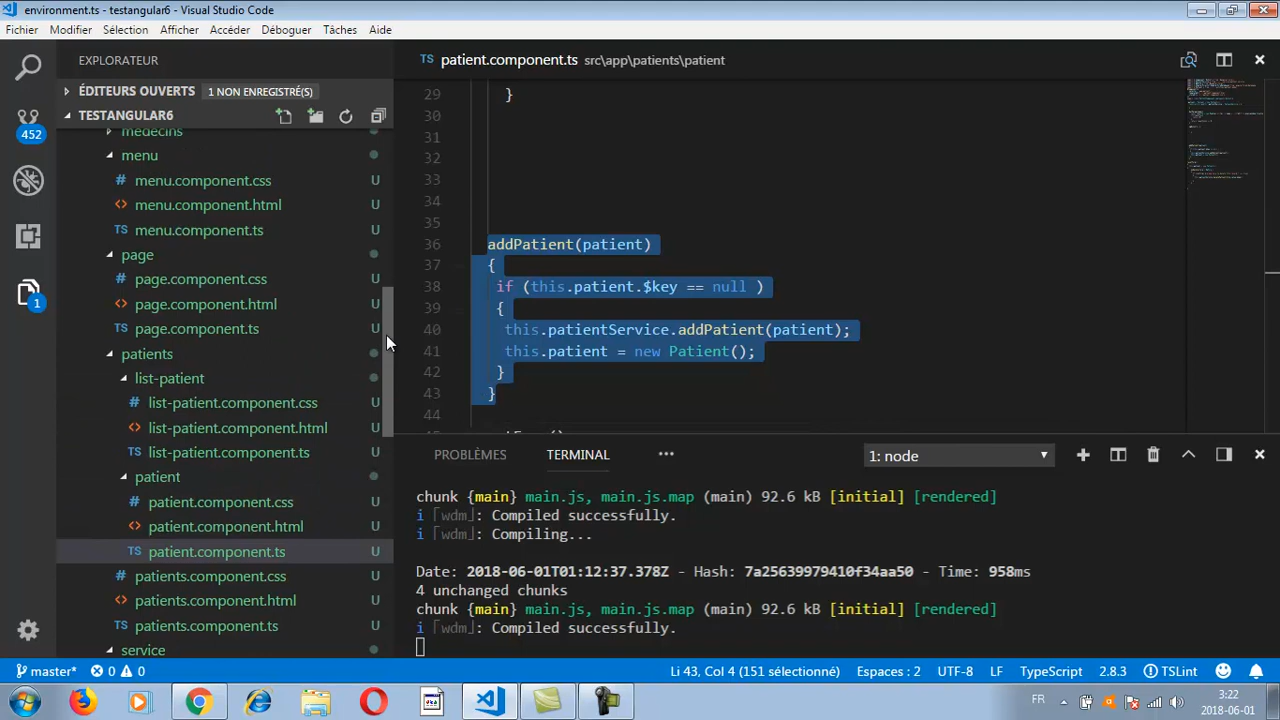 environment.ts - testangular6 - Visual Studio Code
Fichier Modifier Sélection Afficher Accéder Déboguer Tâches Aide
EXPLORATEUR
ÉDITEURS OUVERTS 1 NON ENREGISTRÉ(S)
TESTANGULAR6
medecins
menu
# menu.component.css U
<> menu.component.html U
TS menu.component.ts U
page
# page.component.css U
<> page.component.html U
TS page.component.ts U
patients
list-patient
# list-patient.component.css U
<> list-patient.component.html U
TS list-patient.component.ts U
patient
# patient.component.css U
<> patient.component.html U
TS patient.component.ts U
# patients.component.css U
<> patients.component.html U
TS patients.component.ts U
service
452
1
TS patient.component.ts src\app\patients\patient
29 }
30
31
32
33
34
35
36 addPatient(patient)
37 {
38 if (this.patient.$key == null )
39 {
40 this.patientService.addPatient(patient);
41 this.patient = new Patient();
42 }
43 }
44
PROBLÈMES TERMINAL ••• 1: node
chunk {main} main.js, main.js.map (main) 92.6 kB [initial] [rendered]
i ｢wdm｣: Compiled successfully.
i ｢wdm｣: Compiling...
Date: 2018-06-01T01:12:37.378Z - Hash: 7a25639979410f34aa50 - Time: 958ms
4 unchanged chunks
chunk {main} main.js, main.js.map (main) 92.6 kB [initial] [rendered]
i ｢wdm｣: Compiled successfully.
master* 0 0 Li 43, Col 4 (151 sélectionné) Espaces : 2 UTF-8 LF TypeScript 2.8.3 TSLint
FR 3:22
2018-06-01